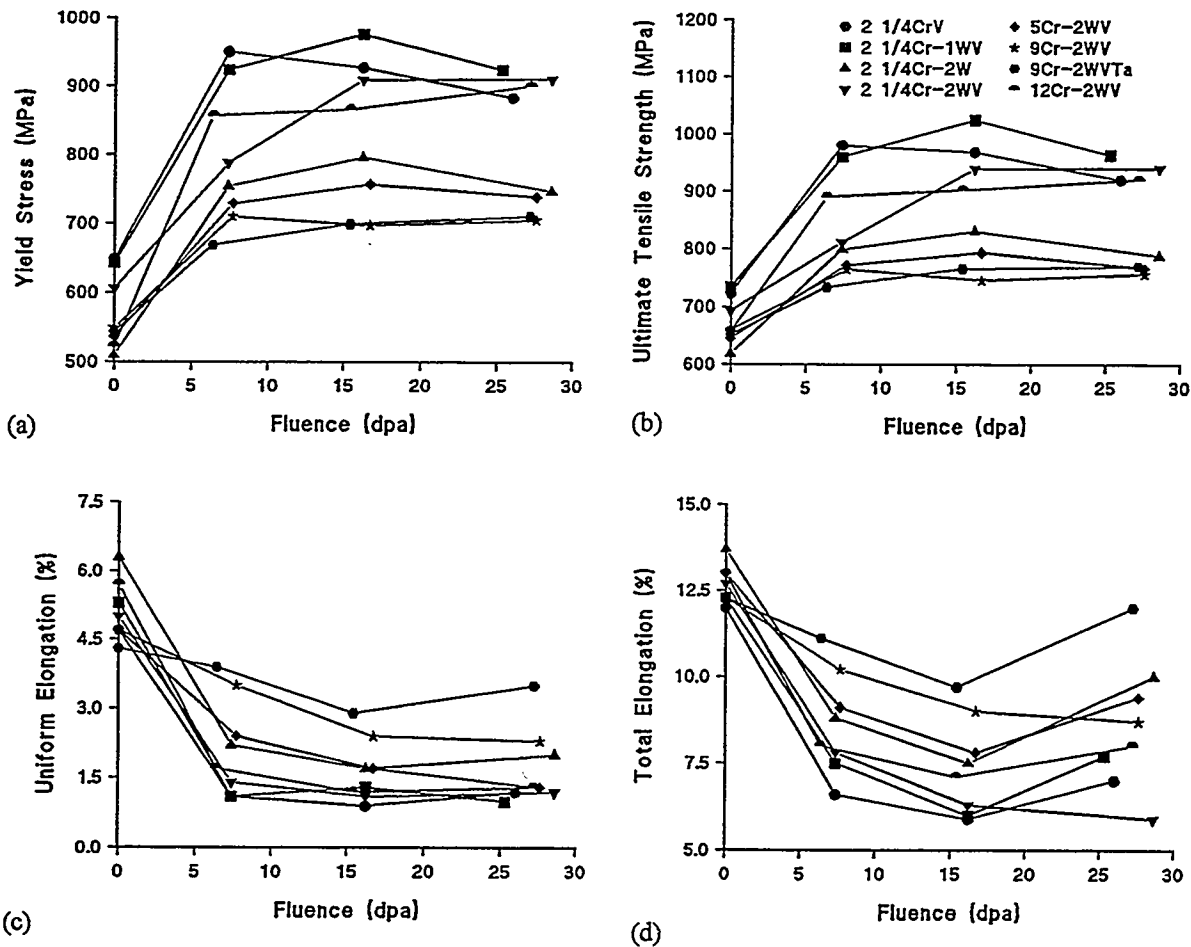 1000
900
800
700
600
500
Yield Stress (MPa)
0 5 10 15 20 25 30
Fluence (dpa)
(a)
1200
1100
1000
900
800
700
600
Ultimate Tensile Strength (MPa)
2 1/4CrV
2 1/4Cr-1WV
2 1/4Cr-2W
2 1/4Cr-2WV
5Cr-2WV
9Cr-2WV
9Cr-2WVTa
12Cr-2WV
0 5 10 15 20 25 30
Fluence (dpa)
(b)
7.5
6.0
4.5
3.0
1.5
0.0
Uniform Elongation (%)
0 5 10 15 20 25 30
Fluence (dpa)
(c)
15.0
12.5
10.0
7.5
5.0
Total Elongation (%)
0 5 10 15 20 25 30
Fluence (dpa)
(d)